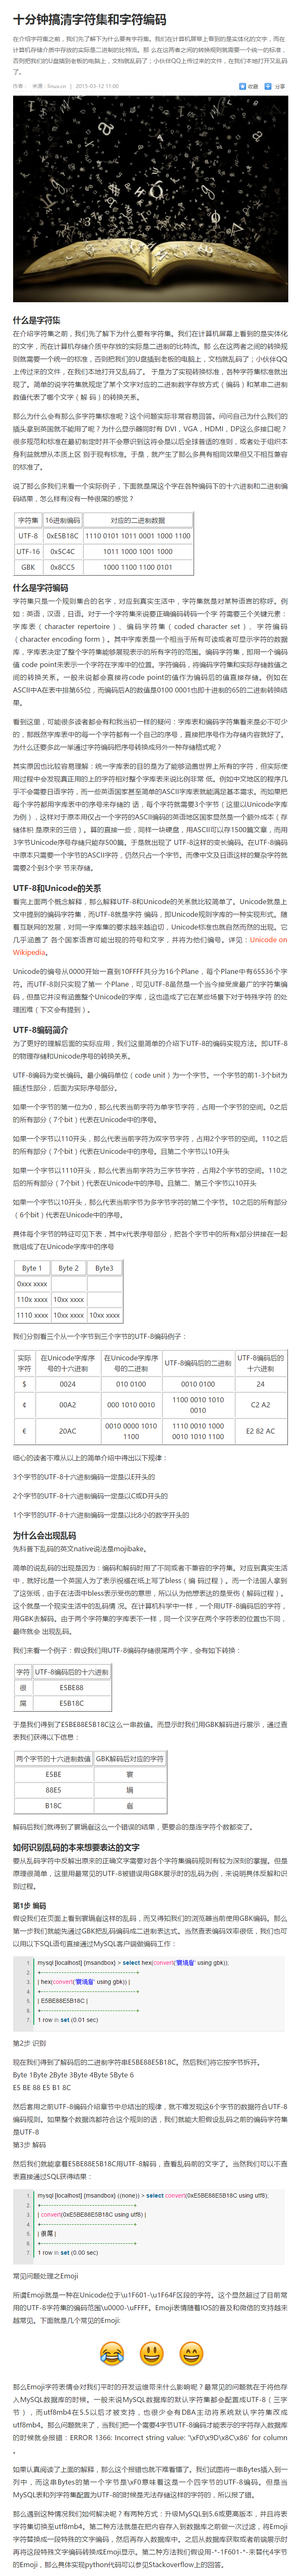 十分钟搞清字符集和字符编码
在介绍字符集之前，我们先了解下为什么要有字符集。我们在计算机屏幕上看到的是实体化的文字，而在
计算机存储介质中存放的实际是二进制的比特流。那 么在这两者之间的转换规则就需要一个统一的标准，
否则把我们的U盘插到老板的电脑上，文档就乱码了；小伙伴QQ上传过来的文件，在我们本地打开又乱码
了。
作者： 来源：linux.cn | 2015-03-12 11:00 收藏 分享
什么是字符集
在介绍字符集之前，我们先了解下为什么要有字符集。我们在计算机屏幕上看到的是实体化
的文字，而在计算机存储介质中存放的实际是二进制的比特流。那 么在这两者之间的转换规
则就需要一个统一的标准，否则把我们的U盘插到老板的电脑上，文档就乱码了；小伙伴QQ
上传过来的文件，在我们本地打开又乱码了。 于是为了实现转换标准，各种字符集标准就出
现了。简单的说字符集就规定了某个文字对应的二进制数字存放方式（编码）和某串二进制
数值代表了哪个文字（解 码）的转换关系。
那么为什么会有那么多字符集标准呢？这个问题实际非常容易回答。问问自己为什么我们的
插头拿到英国就不能用了呢？为什么显示器同时有 DVI，VGA，HDMI，DP这么多接口呢？
很多规范和标准在最初制定时并不会意识到这将会是以后全球普适的准则，或者处于组织本
身利益就想从本质上区 别于现有标准。于是，就产生了那么多具有相同效果但又不相互兼容
的标准了。
说了那么多我们来看一个实际例子，下面就是屌这个字在各种编码下的十六进制和二进制编
码结果，怎么样有没有一种很屌的感觉？
字符集 16进制编码 对应的二进制数据
UTF-8 0xE5B18C 1110 0101 1011 0001 1000 1100
UTF-16 0x5C4C 1011 1000 1001 1000
GBK 0x8CC5 1000 1100 1100 0101
什么是字符编码
字符集只是一个规则集合的名字，对应到真实生活中，字符集就是对某种语言的称呼。例
如：英语，汉语，日语。对于一个字符集来说要正确编码转码一个字 符需要三个关键元素：
字库表（character repertoire）、编码字符集（coded character set）、字符编码
（character encoding form）。其中字库表是一个相当于所有可读或者可显示字符的数据
库，字库表决定了整个字符集能够展现表示的所有字符的范围。编码字符集，即用一个编码
值 code point来表示一个字符在字库中的位置。字符编码，将编码字符集和实际存储数值之
间的转换关系。一般来说都会直接将code point的值作为编码后的值直接存储。例如在
ASCII中A在表中排第65位，而编码后A的数值是0100 0001也即十进制的65的二进制转换结
果。
看到这里，可能很多读者都会有和我当初一样的疑问：字库表和编码字符集看来是必不可少
的，那既然字库表中的每一个字符都有一个自己的序号，直接把序号作为存储内容就好了。
为什么还要多此一举通过字符编码把序号转换成另外一种存储格式呢？
其实原因也比较容易理解：统一字库表的目的是为了能够涵盖世界上所有的字符，但实际使
用过程中会发现真正用的上的字符相对整个字库表来说比例非常 低。例如中文地区的程序几
乎不会需要日语字符，而一些英语国家甚至简单的ASCII字库表就能满足基本需求。而如果把
每个字符都用字库表中的序号来存储的 话，每个字符就需要3个字节（这里以Unicode字库
为例），这样对于原本用仅占一个字符的ASCII编码的英语地区国家显然是一个额外成本（存
储体积 是原来的三倍）。算的直接一些，同样一块硬盘，用ASCII可以存1500篇文章，而用
3字节Unicode序号存储只能存500篇。于是就出现了 UTF-8这样的变长编码。在UTF-8编码
中原本只需要一个字节的ASCII字符，仍然只占一个字节。而像中文及日语这样的复杂字符就
需要2个到3个字 节来存储。
UTF-8和Unicode的关系
看完上面两个概念解释，那么解释UTF-8和Unicode的关系就比较简单了。Unicode就是上
文中提到的编码字符集，而UTF-8就是字符 编码，即Unicode规则字库的一种实现形式。随
着互联网的发展，对同一字库集的要求越来越迫切，Unicode标准也就自然而然的出现。它
几乎涵盖了 各个国家语言可能出现的符号和文字，并将为他们编号。详见：Unicode on
Wikipedia。
Unicode的编号从0000开始一直到10FFFF共分为16个Plane，每个Plane中有65536个字
符。而UTF-8则只实现了第一 个Plane，可见UTF-8虽然是一个当今接受度最广的字符集编
码，但是它并没有涵盖整个Unicode的字库，这也造成了它在某些场景下对于特殊字符 的处
理困难（下文会有提到）。
UTF-8编码简介
为了更好的理解后面的实际应用，我们这里简单的介绍下UTF-8的编码实现方法。即UTF-8
的物理存储和Unicode序号的转换关系。
UTF-8编码为变长编码。最小编码单位（code unit）为一个字节。一个字节的前1-3个bit为
描述性部分，后面为实际序号部分。
如果一个字节的第一位为0，那么代表当前字符为单字节字符，占用一个字节的空间。0之后
的所有部分（7个bit）代表在Unicode中的序号。
如果一个字节以110开头，那么代表当前字符为双字节字符，占用2个字节的空间。110之后
的所有部分（7个bit）代表在Unicode中的序号。且第二个字节以10开头
如果一个字节以1110开头，那么代表当前字符为三字节字符，占用2个字节的空间。110之
后的所有部分（7个bit）代表在Unicode中的序号。且第二、第三个字节以10开头
如果一个字节以10开头，那么代表当前字节为多字节字符的第二个字节。10之后的所有部分
（6个bit）代表在Unicode中的序号。
具体每个字节的特征可见下表，其中x代表序号部分，把各个字节中的所有x部分拼接在一起
就组成了在Unicode字库中的序号
Byte 1 Byte 2 Byte3
0xxx xxxx
110x xxxx 10xx xxxx
1110 xxxx 10xx xxxx 10xx xxxx
我们分别看三个从一个字节到三个字节的UTF-8编码例子：
实际字符 在Unicode字库序号的十六进制 在Unicode字库序号的二进制 UTF-8编码后的二进制 UTF-8编码后的十六进制
$ 0024 010 0100 0010 0100 24
¢ 00A2 000 1010 0010 1100 0010 1010 0010 C2 A2
€ 20AC 0010 0000 1010 1100 1110 0010 1000 0010 1010 1100 E2 82 AC
细心的读者不难从以上的简单介绍中得出以下规律：
3个字节的UTF-8十六进制编码一定是以E开头的
2个字节的UTF-8十六进制编码一定是以C或D开头的
1个字节的UTF-8十六进制编码一定是以比8小的数字开头的
为什么会出现乱码
先科普下乱码的英文native说法是mojibake。
简单的说乱码的出现是因为：编码和解码时用了不同或者不兼容的字符集。对应到真实生活
中，就好比是一个英国人为了表示祝福在纸上写了bless（编 码过程）。而一个法国人拿到
了这张纸，由于在法语中bless表示受伤的意思，所以认为他想表达的是受伤（解码过程）。
这个就是一个现实生活中的乱码情 况。在计算机科学中一样，一个用UTF-8编码后的字符，
用GBK去解码。由于两个字符集的字库表不一样，同一个汉字在两个字符表的位置也不同，
最终就会 出现乱码。
我们来看一个例子：假设我们用UTF-8编码存储很屌两个字，会有如下转换：
字符 UTF-8编码后的十六进制
很 E5BE88
屌 E5B18C
于是我们得到了E5BE88E5B18C这么一串数值。而显示时我们用GBK解码进行展示，通过查
表我们获得以下信息：
两个字节的十六进制数值 GBK解码后对应的字符
E5BE 寰
88E5 堝
B18C 睂
解码后我们就得到了寰堝睂这么一个错误的结果，更要命的是连字符个数都变了。
如何识别乱码的本来想要表达的文字
要从乱码字符中反解出原来的正确文字需要对各个字符集编码规则有较为深刻的掌握。但是
原理很简单，这里用最常见的UTF-8被错误用GBK展示时的乱码为例，来说明具体反解和识
别过程。
第1步 编码
假设我们在页面上看到寰堝睂这样的乱码，而又得知我们的浏览器当前使用GBK编码。那么
第一步我们就能先通过GBK把乱码编码成二进制表达式。当然查表编码效率很低，我们也可
以用以下SQL语句直接通过MySQL客户端来做编码工作：
1. mysql [localhost] {msandbox} > select hex(convert('寰堝睂' using gbk));
2. +-------------------------------------+
3. | hex(convert('寰堝睂' using gbk)) |
4. +-------------------------------------+
5. | E5BE88E5B18C |
6. +-------------------------------------+
7. 1 row in set (0.01 sec)
第2步 识别
现在我们得到了解码后的二进制字符串E5BE88E5B18C。然后我们将它按字节拆开。
Byte 1Byte 2Byte 3Byte 4Byte 5Byte 6
E5 BE 88 E5 B1 8C
然后套用之前UTF-8编码介绍章节中总结出的规律，就不难发现这6个字节的数据符合UTF-8
编码规则。如果整个数据流都符合这个规则的话，我们就能大胆假设乱码之前的编码字符集
是UTF-8
第3步 解码
然后我们就能拿着E5BE88E5B18C用UTF-8解码，查看乱码前的文字了。当然我们可以不查
表直接通过SQL获得结果：
1. mysql [localhost] {msandbox} ((none)) > select convert(0xE5BE88E5B18C using utf8);
2. +------------------------------------+
3. | convert(0xE5BE88E5B18C using utf8) |
4. +------------------------------------+
5. | 很屌 |
6. +------------------------------------+
7. 1 row in set (0.00 sec)
常见问题处理之Emoji
所谓Emoji就是一种在Unicode位于\u1F601-\u1F64F区段的字符。这个显然超过了目前常
用的UTF-8字符集的编码范围\u0000-\uFFFF。Emoji表情随着IOS的普及和微信的支持越来
越常见。下面就是几个常见的Emoji:
那么Emoji字符表情会对我们平时的开发运维带来什么影响呢？最常见的问题就在于将他存
入MySQL数据库的时候。一般来说MySQL数据库的默认字符集都会配置成UTF-8（三字
节），而utf8mb4在5.5以后才被支持，也很少会有DBA主动将系统默认字符集改成
utf8mb4。那么问题就来了，当我们把一个需要4字节UTF-8编码才能表示的字符存入数据库
的时候就会报错：ERROR 1366: Incorrect string value: '\xF0\x9D\x8C\x86' for column
。
如果认真阅读了上面的解释，那么这个报错也就不难看懂了。我们试图将一串Bytes插入到一
列中，而这串Bytes的第一个字节是\xF0意味着这是一个四字节的UTF-8编码。但是当
MySQL表和列字符集配置为UTF-8的时候是无法存储这样的字符的，所以报了错。
那么遇到这种情况我们如何解决呢？有两种方式：升级MySQL到5.6或更高版本，并且将表
字符集切换至utf8mb4。第二种方法就是在把内容存入到数据库之前做一次过滤，将Emoji
字符替换成一段特殊的文字编码，然后再存入数据库中。之后从数据库获取或者前端展示时
再将这段特殊文字编码转换成Emoji显示。第二种方法我们假设用-*-1F601-*-来替代4字节
的Emoji，那么具体实现python代码可以参见Stackoverflow上的回答。